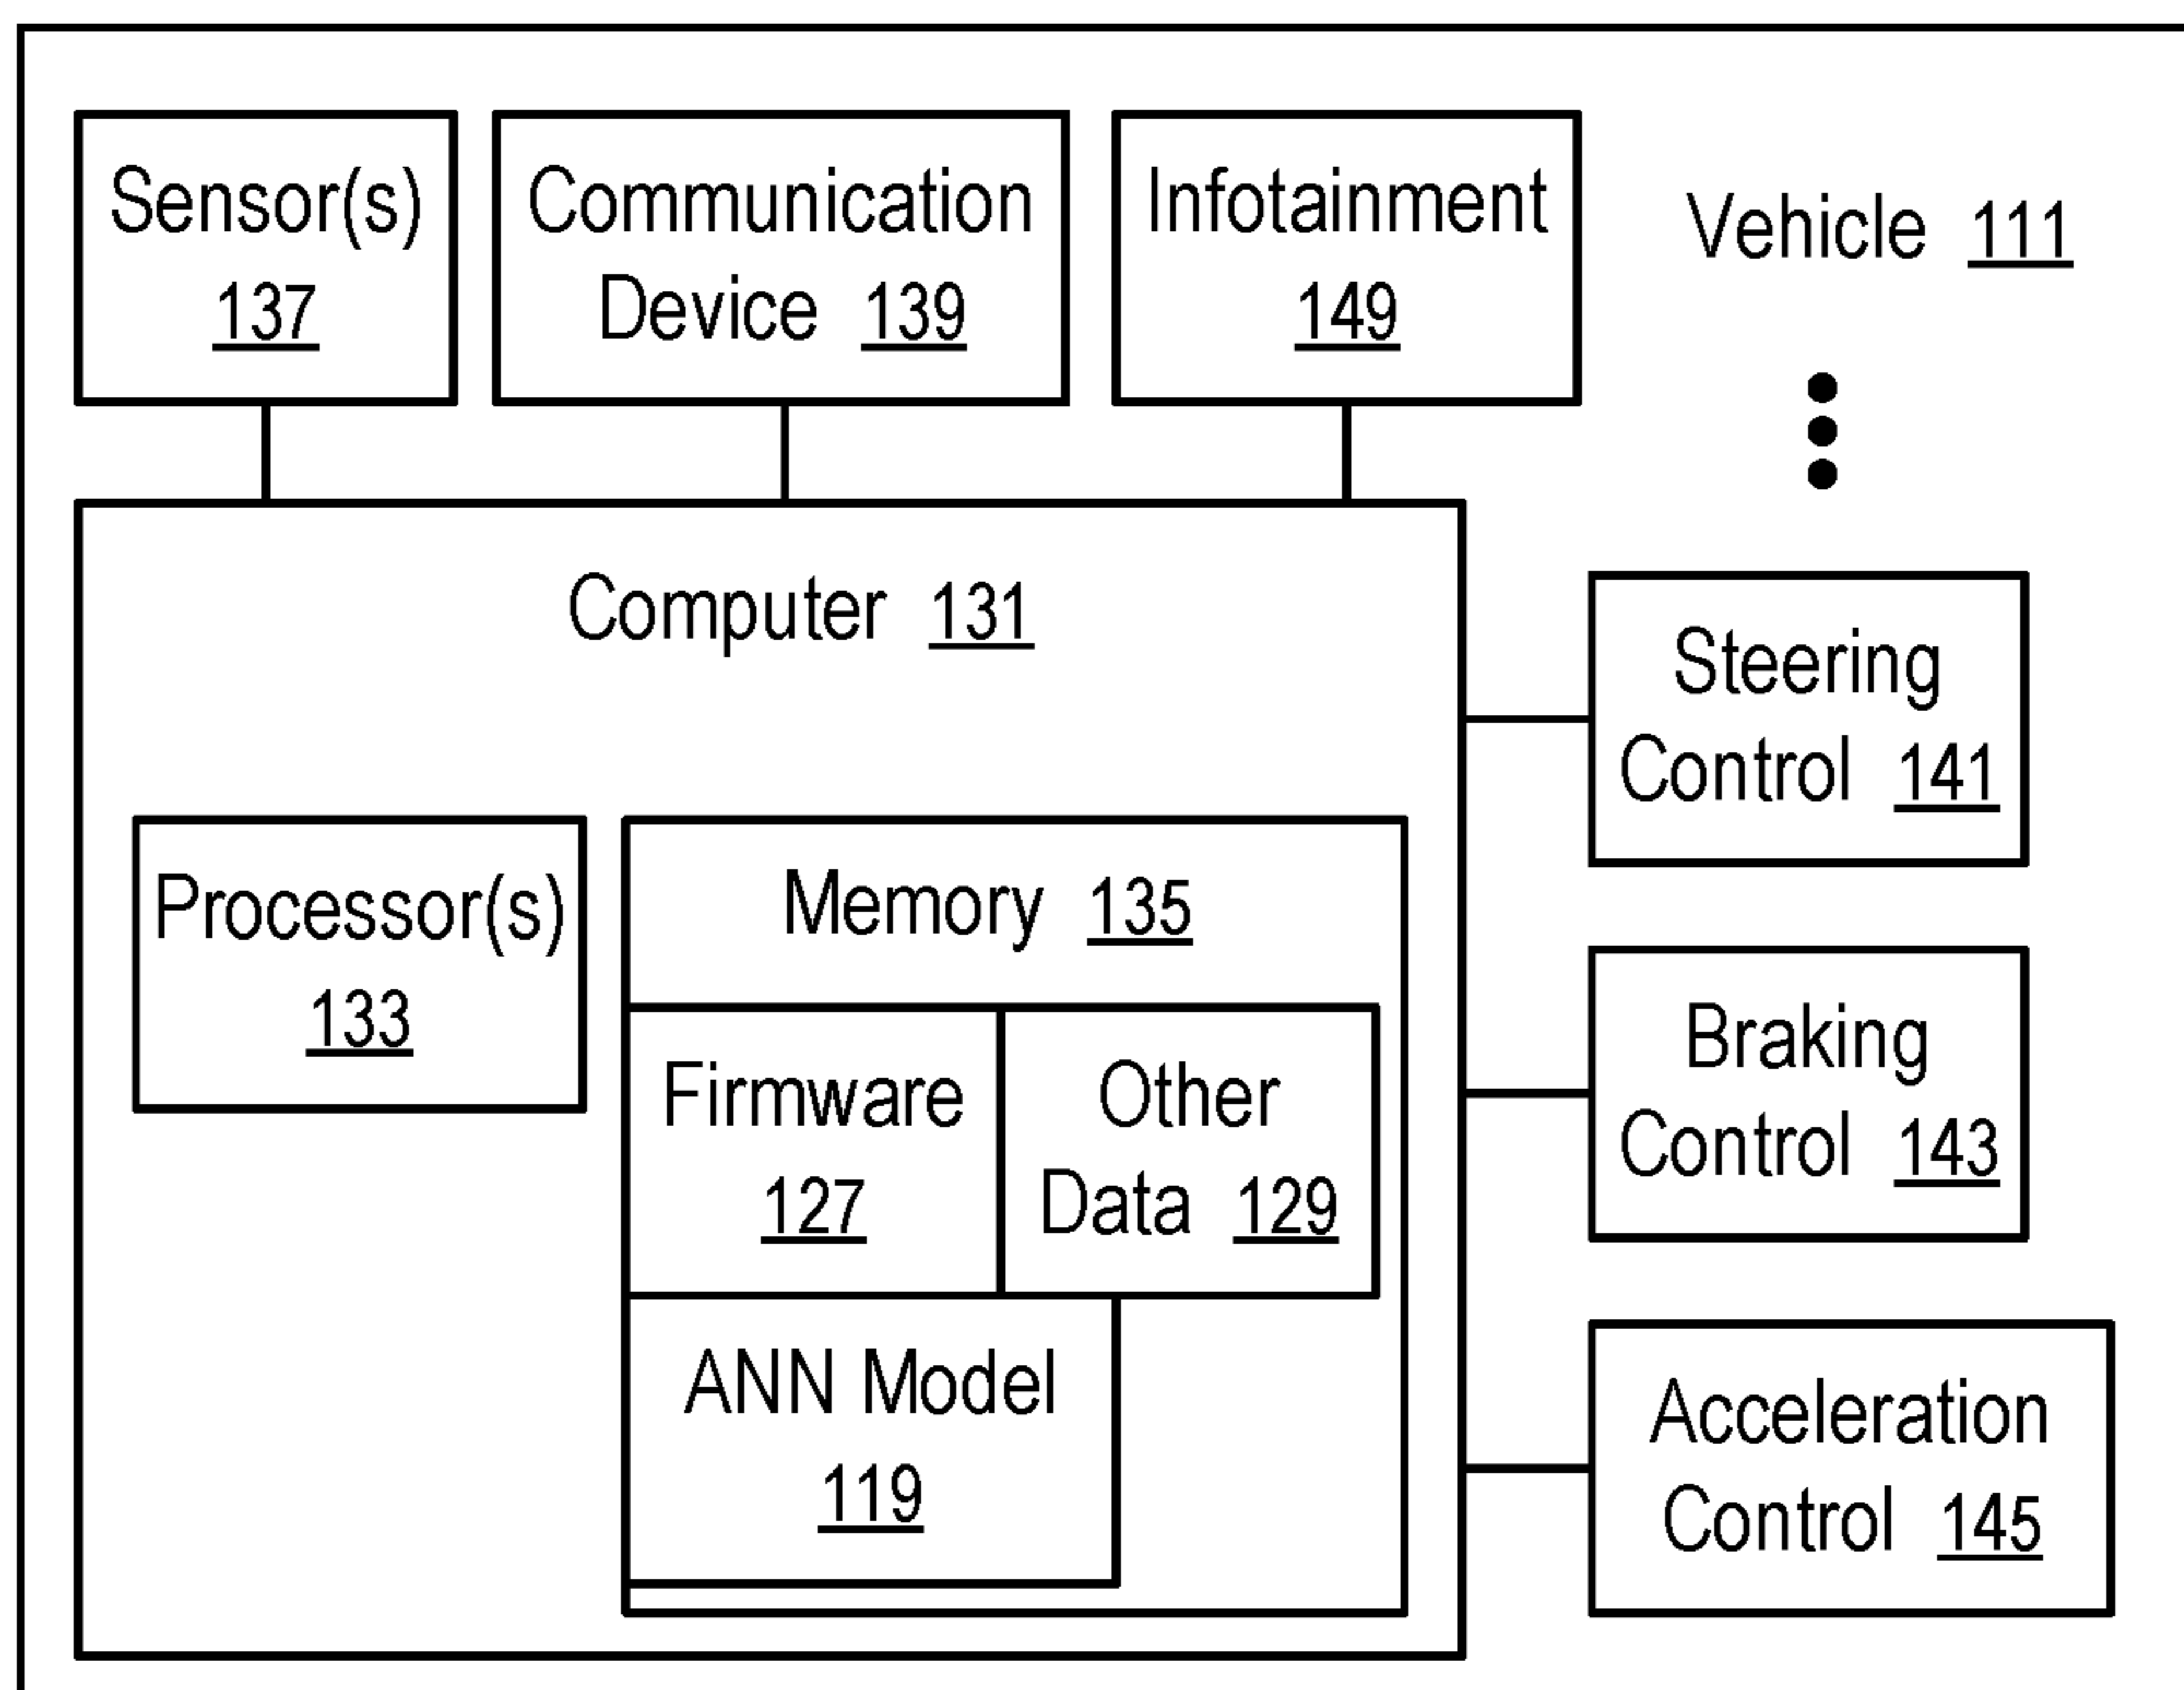 Sensor(s)
137
Communication
Device 139
Infotainment
149
Vehicle 111
Computer 131
Processor(s)
133
Memory 135
Firmware
127
Other
Data 129
ANN Model
119
Steering
Control 141
Braking
Control 143
Acceleration
Control 145